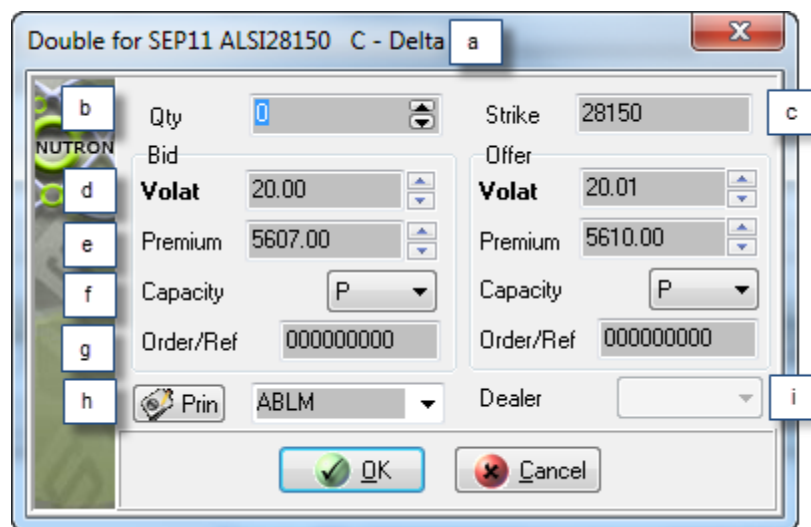 Double for SEP11 ALSI28150 C - Delta a
b Qty 0 Strike 28150 c
NUTRON Bid Offer
d Volat 20.00 Volat 20.01
e Premium 5607.00 Premium 5610.00
f Capacity P Capacity P
g Order/Ref 000000000 Order/Ref 000000000
h Prin ABLM Dealer i
OK Cancel